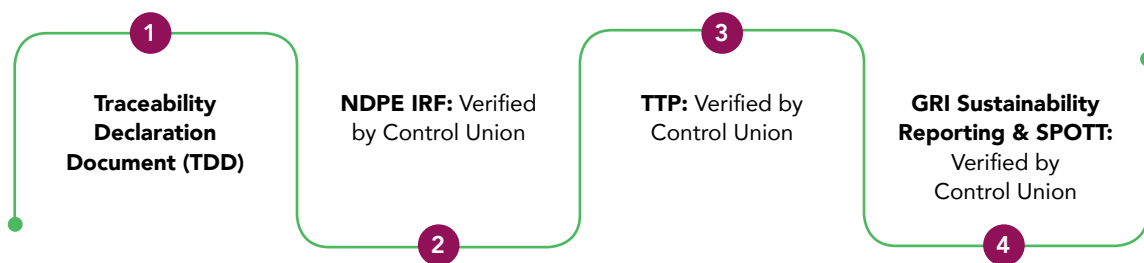 1
Traceability
Declaration
Document (TDD)
NDPE IRF: Verified
by Control Union
2
3
TTP: Verified by
Control Union
GRI Sustainability
Reporting & SPOTT:
Verified by
Control Union
4